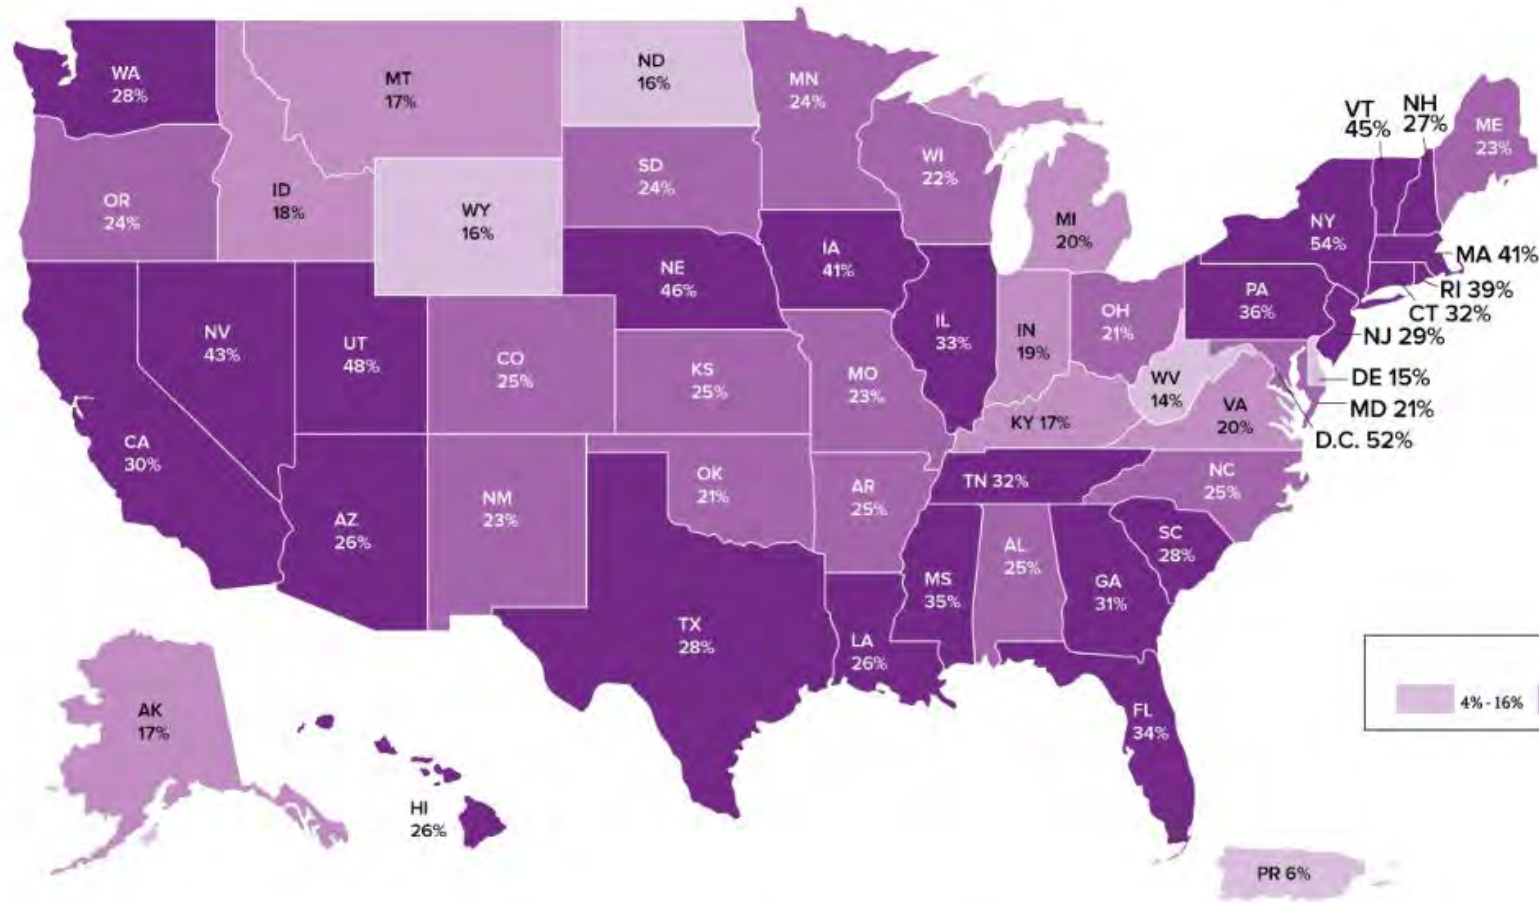 WA
28%
MT
17%
ND
16%
MN
24%
VT
45%
NH
27%
ME
23%
OR
24%
ID
18%
WY
16%
SD
24%
WI
22%
MI
20%
NY
54%
MA 41%
RI 39%
CT 32%
NJ 29%
NE
46%
IA
41%
PA
36%
NV
43%
UT
48%
CO
25%
KS
25%
MO
23%
IL
33%
IN
19%
OH
21%
WV
14%
VA
20%
DE 15%
MD 21%
D.C. 52%
CA
30%
KY 17%
AZ
26%
NM
23%
OK
21%
AR
25%
TN 32%
NC
25%
SC
28%
TX
28%
LA
26%
MS
35%
AL
25%
GA
31%
FL
34%
4% - 16%
AK
17%
HI
26%
PR 6%